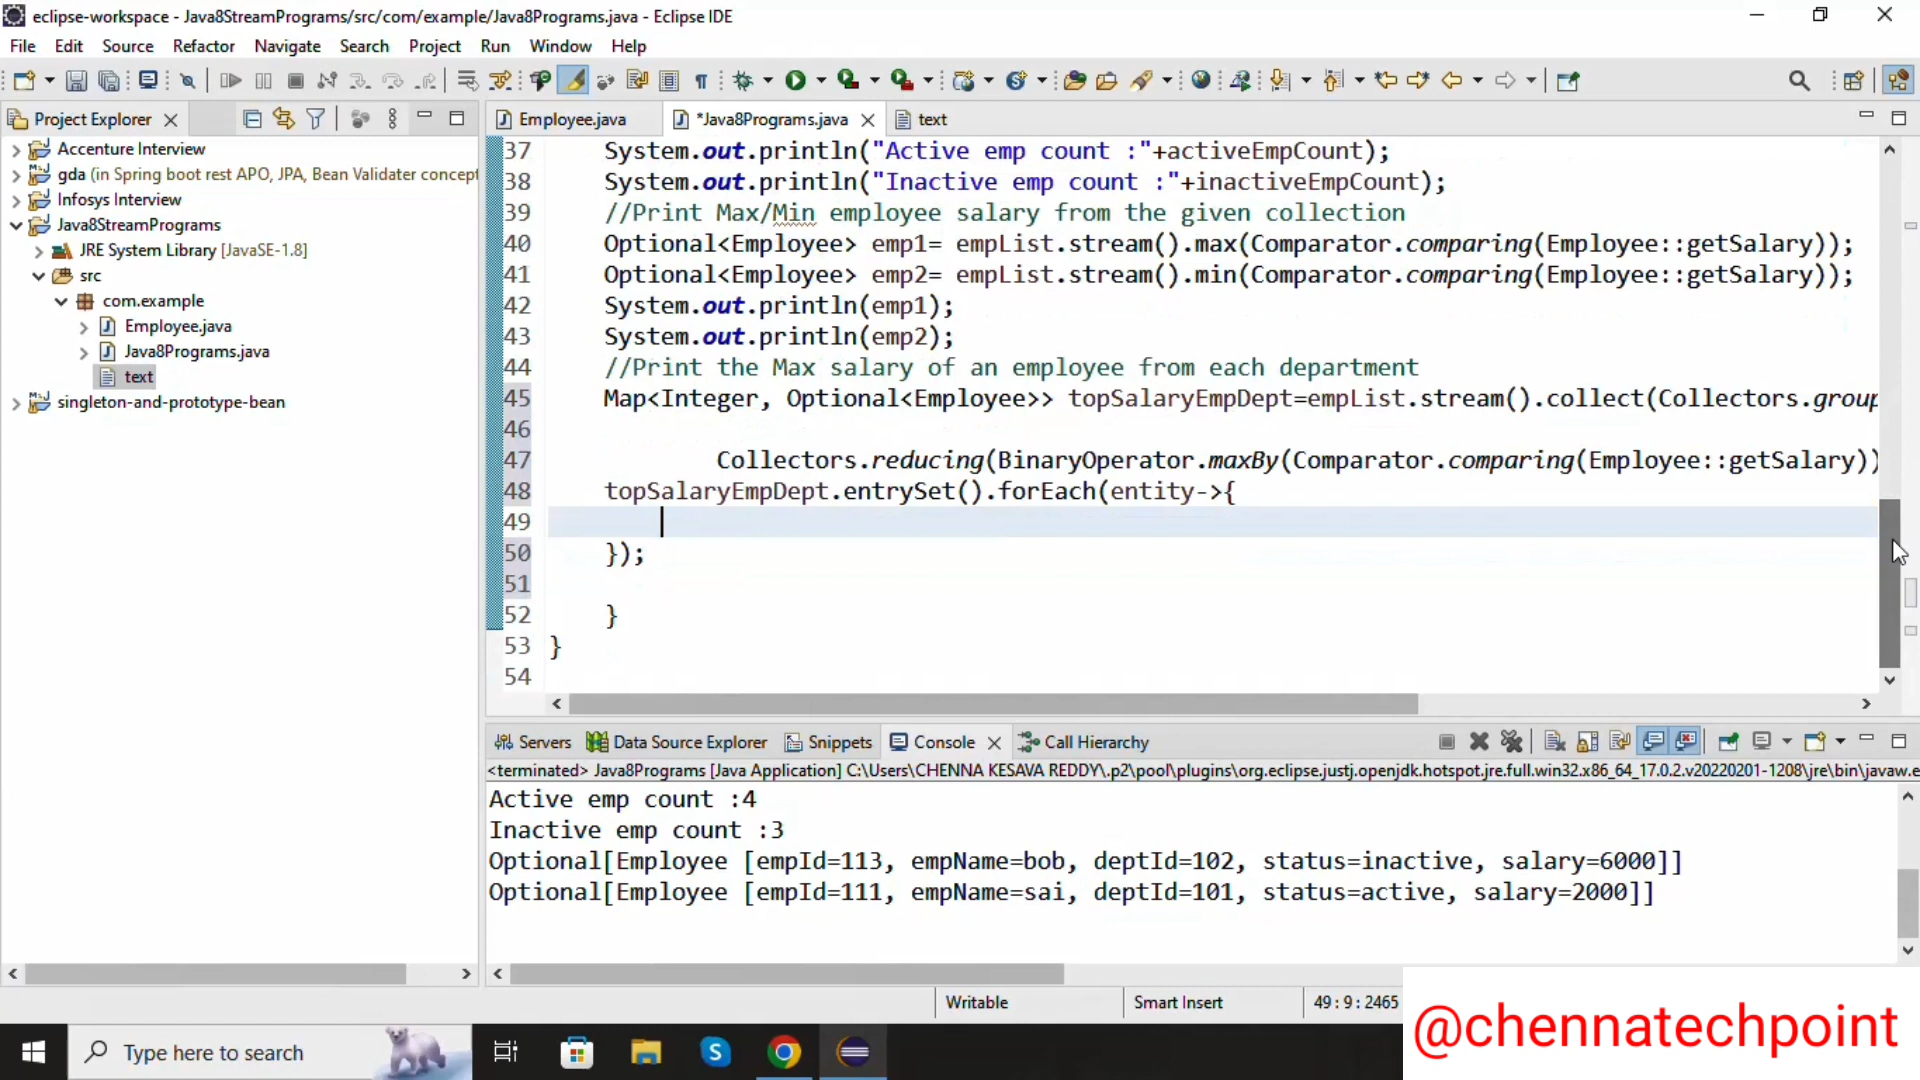 eclipse-workspace - Java8StreamPrograms/src/com/example/Java8Programs.java - Eclipse IDE
File Edit Source Refactor Navigate Search Project Run Window Help
Project Explorer
Employee.java *Java8Programs.java text
Accenture Interview
gda (in Spring boot rest APO, JPA, Bean Validater concept
Infosys Interview
Java8StreamPrograms
JRE System Library [JavaSE-1.8]
src
com.example
Employee.java
Java8Programs.java
text
singleton-and-prototype-bean
37 System.out.println("Active emp count :"+activeEmpCount);
38 System.out.println("Inactive emp count :"+inactiveEmpCount);
39 //Print Max/Min employee salary from the given collection
40 Optional<Employee> emp1= empList.stream().max(Comparator.comparing(Employee::getSalary));
41 Optional<Employee> emp2= empList.stream().min(Comparator.comparing(Employee::getSalary));
42 System.out.println(emp1);
43 System.out.println(emp2);
44 //Print the Max salary of an employee from each department
45 Map<Integer, Optional<Employee>> topSalaryEmpDept=empList.stream().collect(Collectors.group
46
47 Collectors.reducing(BinaryOperator.maxBy(Comparator.comparing(Employee::getSalary))
48 topSalaryEmpDept.entrySet().forEach(entity->{
49
50 });
51
52 }
53 }
54
Servers Data Source Explorer Snippets Console Call Hierarchy
<terminated> Java8Programs [Java Application] C:\Users\CHENNA KESAVA REDDY\.p2\pool\plugins\org.eclipse.justj.openjdk.hotspot.jre.full.win32.x86_64_17.0.2.v20220201-1208\jre\bin\javaw.e
Active emp count :4
Inactive emp count :3
Optional[Employee [empId=113, empName=bob, deptId=102, status=inactive, salary=6000]]
Optional[Employee [empId=111, empName=sai, deptId=101, status=active, salary=2000]]
Writable Smart Insert 49 : 9 : 2465
@chennatechpoint
Type here to search